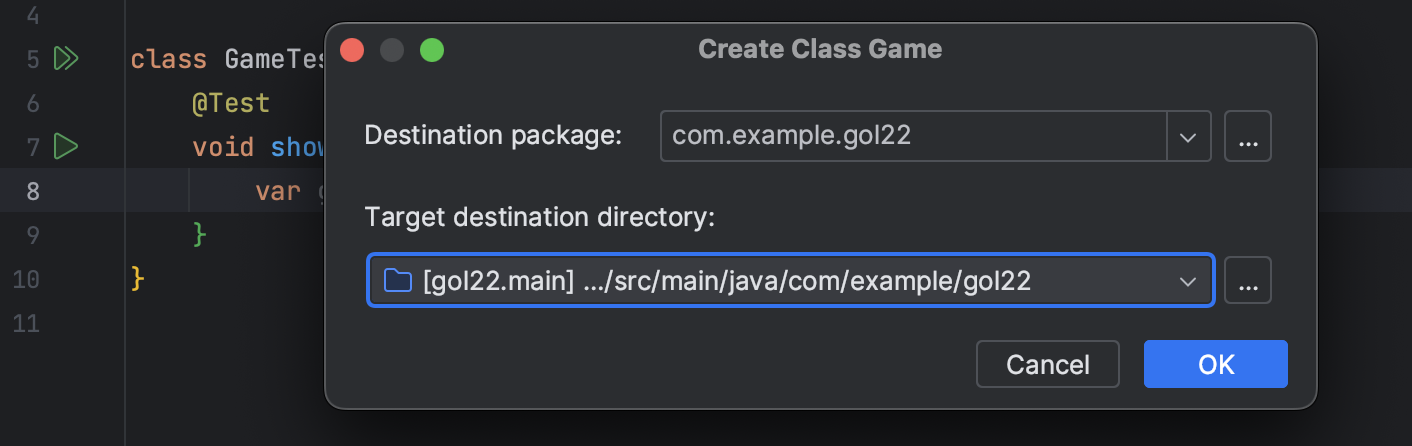 4
5 class GameTes
6 @Test
7 void show
8 var g
9 }
10 }
11
Create Class Game
Destination package: com.example.gol22 ...
Target destination directory:
[gol22.main] .../src/main/java/com/example/gol22 ...
Cancel OK